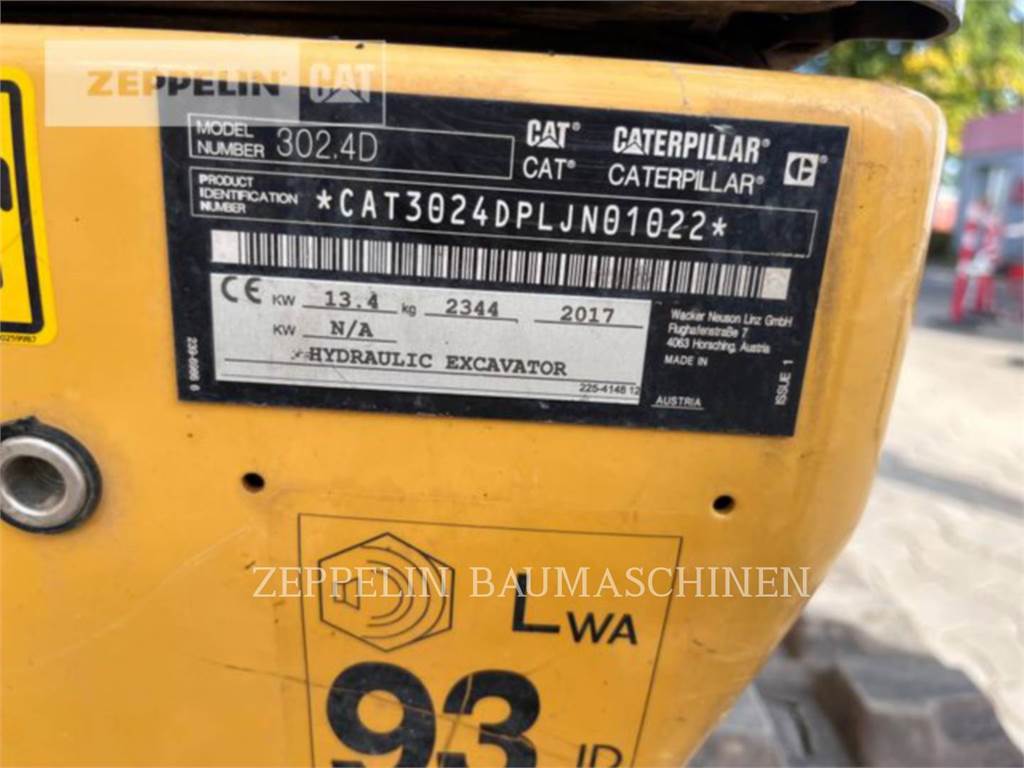 ZEPPELIN CAT
MODEL NUMBER 302.4D
CAT® CATERPILLAR®
CAT® CATERPILLAR®
PRODUCT IDENTIFICATION NUMBER *CAT3024DPLJN01022*
CE KW 13.4 kg 2344 2017
KW N/A
HYDRAULIC EXCAVATOR
225-4148 12
Wacker Neuson Linz GmbH
Flughafenstraße 7
4063 Horsching, Austria
MADE IN
AUSTRIA
ISSUE 1
ZEPPELIN BAUMASCHINEN
LWA
93